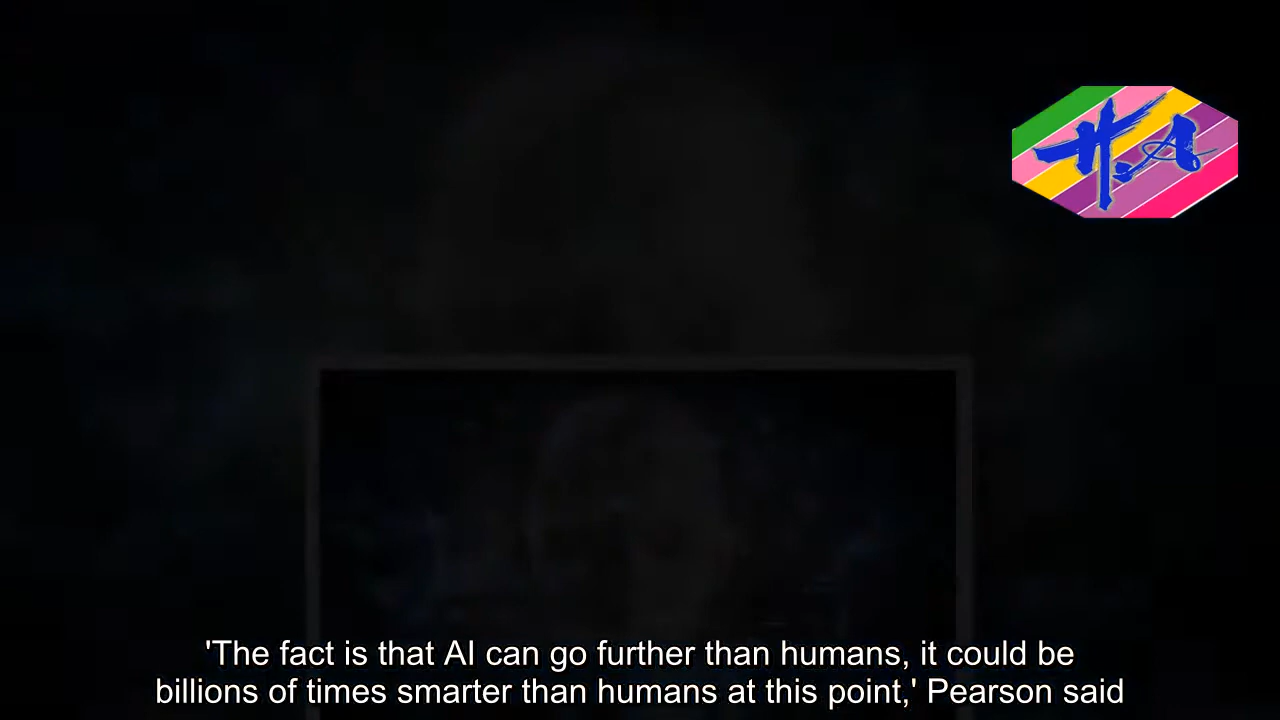 H.A
'The fact is that AI can go further than humans, it could be
billions of times smarter than humans at this point,' Pearson said